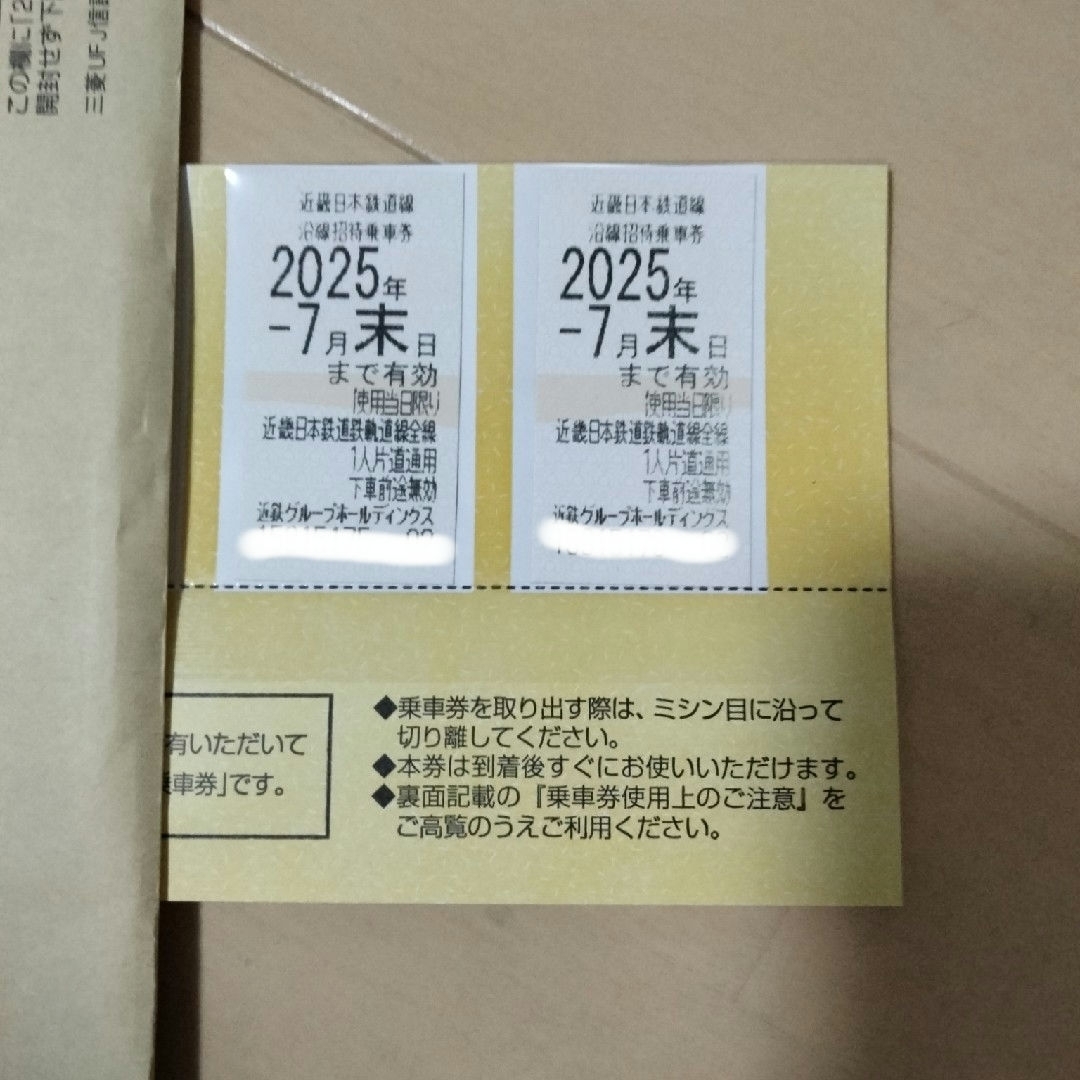 この欄に「2
開封せず下
三菱UFJ信託
近畿日本鉄道線
沿線招待乗車券
2025年
-7月末日
まで有効
使用当日限り
近畿日本鉄道鉄軌道線全線
1人片道通用
下車前途無効
近鉄グループホールディングス
近畿日本鉄道線
沿線招待乗車券
2025年
-7月末日
まで有効
使用当日限り
近畿日本鉄道鉄軌道線全線
1人片道通用
下車前途無効
近鉄グループホールディングス
有いただいて
乗車券」です。
◆乗車券を取り出す際は、ミシン目に沿って
切り離してください。
◆本券は到着後すぐにお使いいただけます。
◆裏面記載の『乗車券使用上のご注意』を
ご高覧のうえご利用ください。